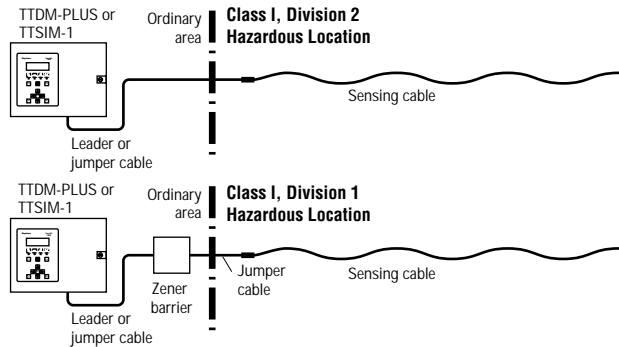 TTDM-PLUS or
TTSIM-1
Ordinary
area
Class I, Division 2
Hazardous Location
Sensing cable
Leader or
jumper cable
TTDM-PLUS or
TTSIM-1
Ordinary
area
Class I, Division 1
Hazardous Location
Jumper
cable
Sensing cable
Zener
barrier
Leader or
jumper cable